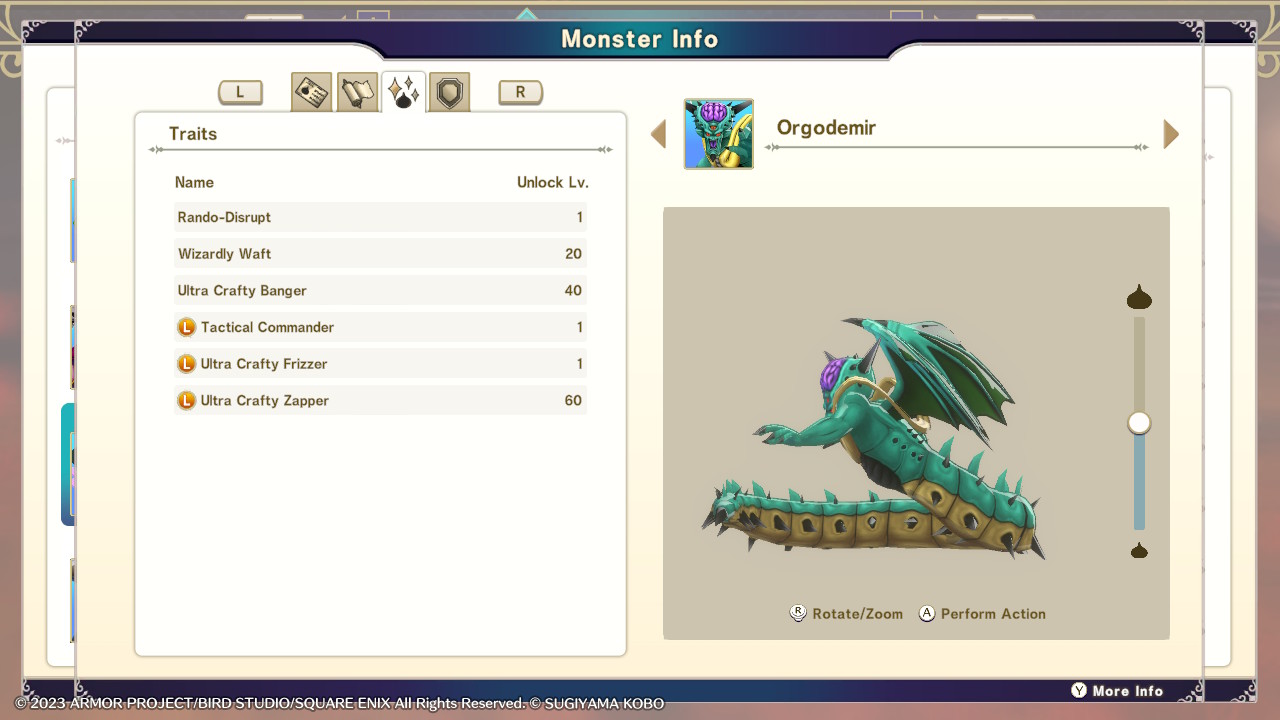 Monster Info
L
R
Traits
Name Unlock Lv.
Rando-Disrupt 1
Wizardly Waft 20
Ultra Crafty Banger 40
L Tactical Commander 1
L Ultra Crafty Frizzer 1
L Ultra Crafty Zapper 60
Orgodemir
R Rotate/Zoom A Perform Action
Y More Info
© 2023 ARMOR PROJECT/BIRD STUDIO/SQUARE ENIX All Rights Reserved. © SUGIYAMA KOBO